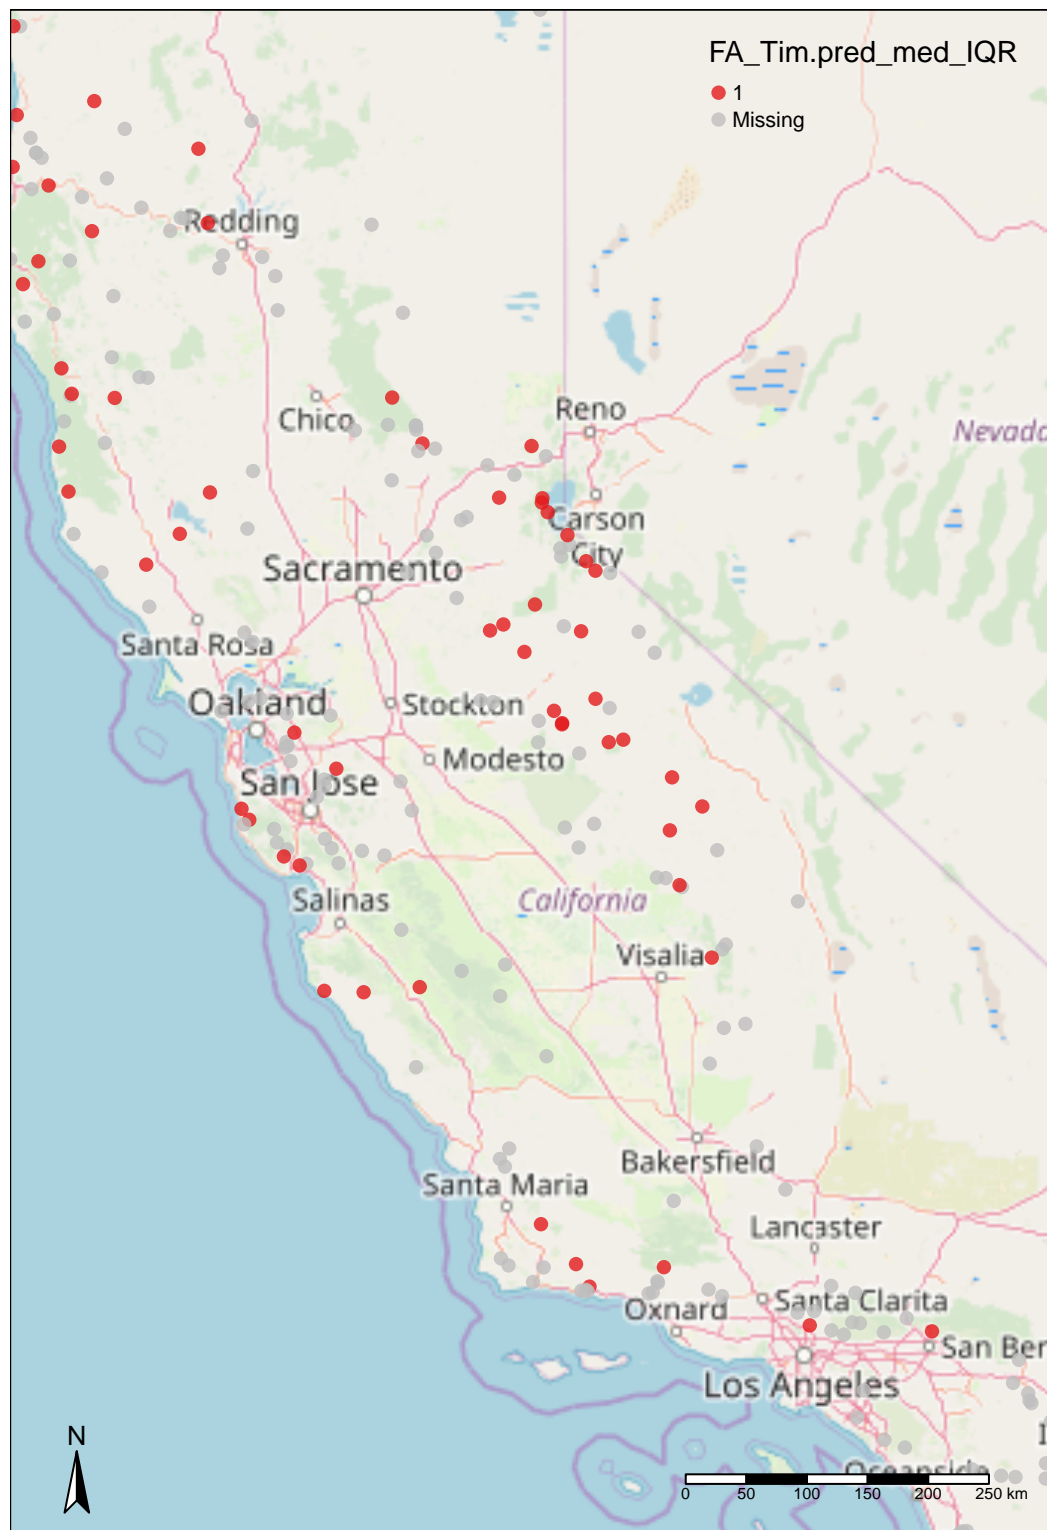 FA_Tim.pred_med_IQR
1
Missing
Redding
Reno
Chico
Nevad
Carson
City
Sacramento
Santa Rosa
Oakland
Stockton
Modesto
San Jose
Salinas
California
Visalia
Bakersfield
Santa Maria
Lancaster
Santa Clarita
Oxnard
San Ber
Los Angeles
N
Oceanside
0 50 100 150 200 250 km